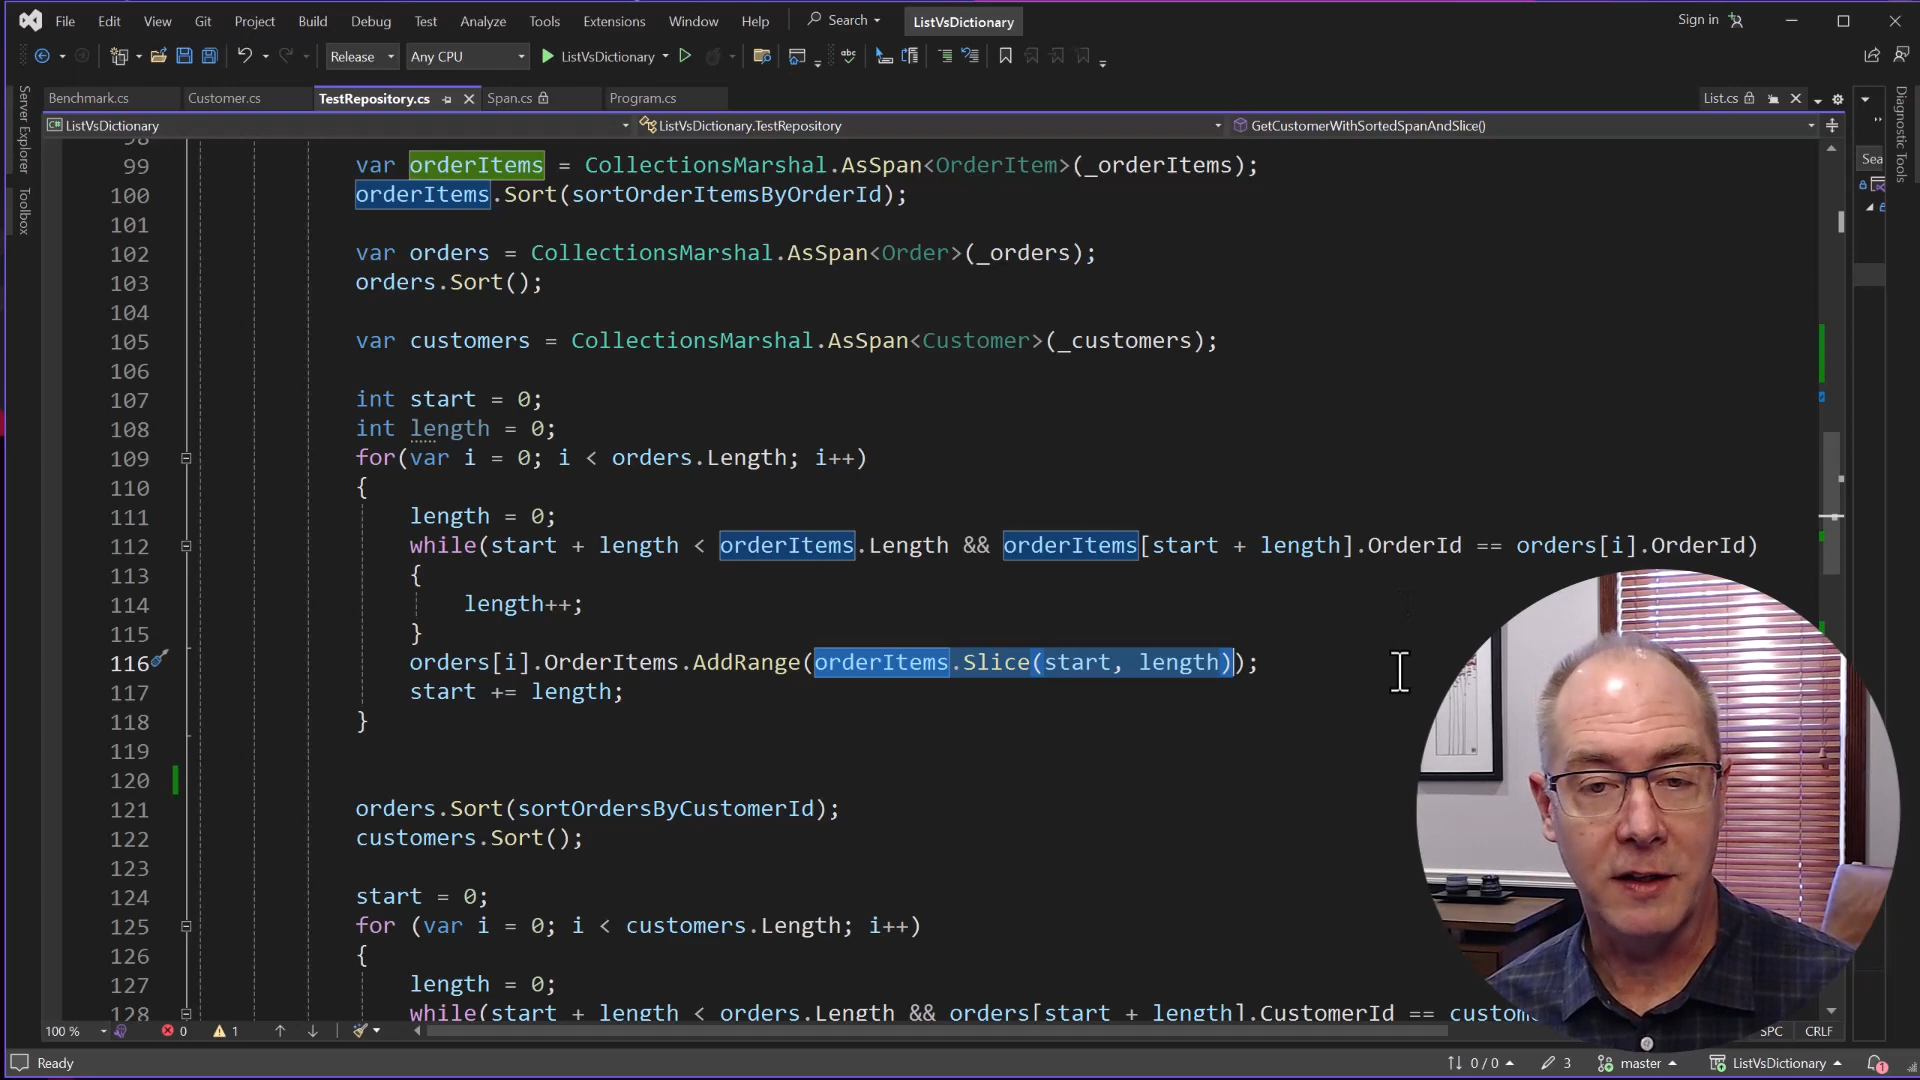 File Edit View Git Project Build Debug Test Analyze Tools Extensions Window Help Search ListVsDictionary Sign in
Release Any CPU ListVsDictionary
Benchmark.cs Customer.cs TestRepository.cs Span.cs Program.cs List.cs
ListVsDictionary ListVsDictionary.TestRepository GetCustomerWithSortedSpanAndSlice()
Server Explorer
Toolbox
Diagnostic Tools
Sea
98
99 var orderItems = CollectionsMarshal.AsSpan<OrderItem>(_orderItems);
100 orderItems.Sort(sortOrderItemsByOrderId);
101
102 var orders = CollectionsMarshal.AsSpan<Order>(_orders);
103 orders.Sort();
104
105 var customers = CollectionsMarshal.AsSpan<Customer>(_customers);
106
107 int start = 0;
108 int length = 0;
109 for(var i = 0; i < orders.Length; i++)
110 {
111 length = 0;
112 while(start + length < orderItems.Length && orderItems[start + length].OrderId == orders[i].OrderId)
113 {
114 length++;
115 }
116 orders[i].OrderItems.AddRange(orderItems.Slice(start, length));
117 start += length;
118 }
119
120
121 orders.Sort(sortOrdersByCustomerId);
122 customers.Sort();
123
124 start = 0;
125 for (var i = 0; i < customers.Length; i++)
126 {
127 length = 0;
128 while(start + length < orders.Length && orders[start + length].CustomerId == custome
100 % 0 1 SPC CRLF
Ready 0 / 0 3 master ListVsDictionary 1